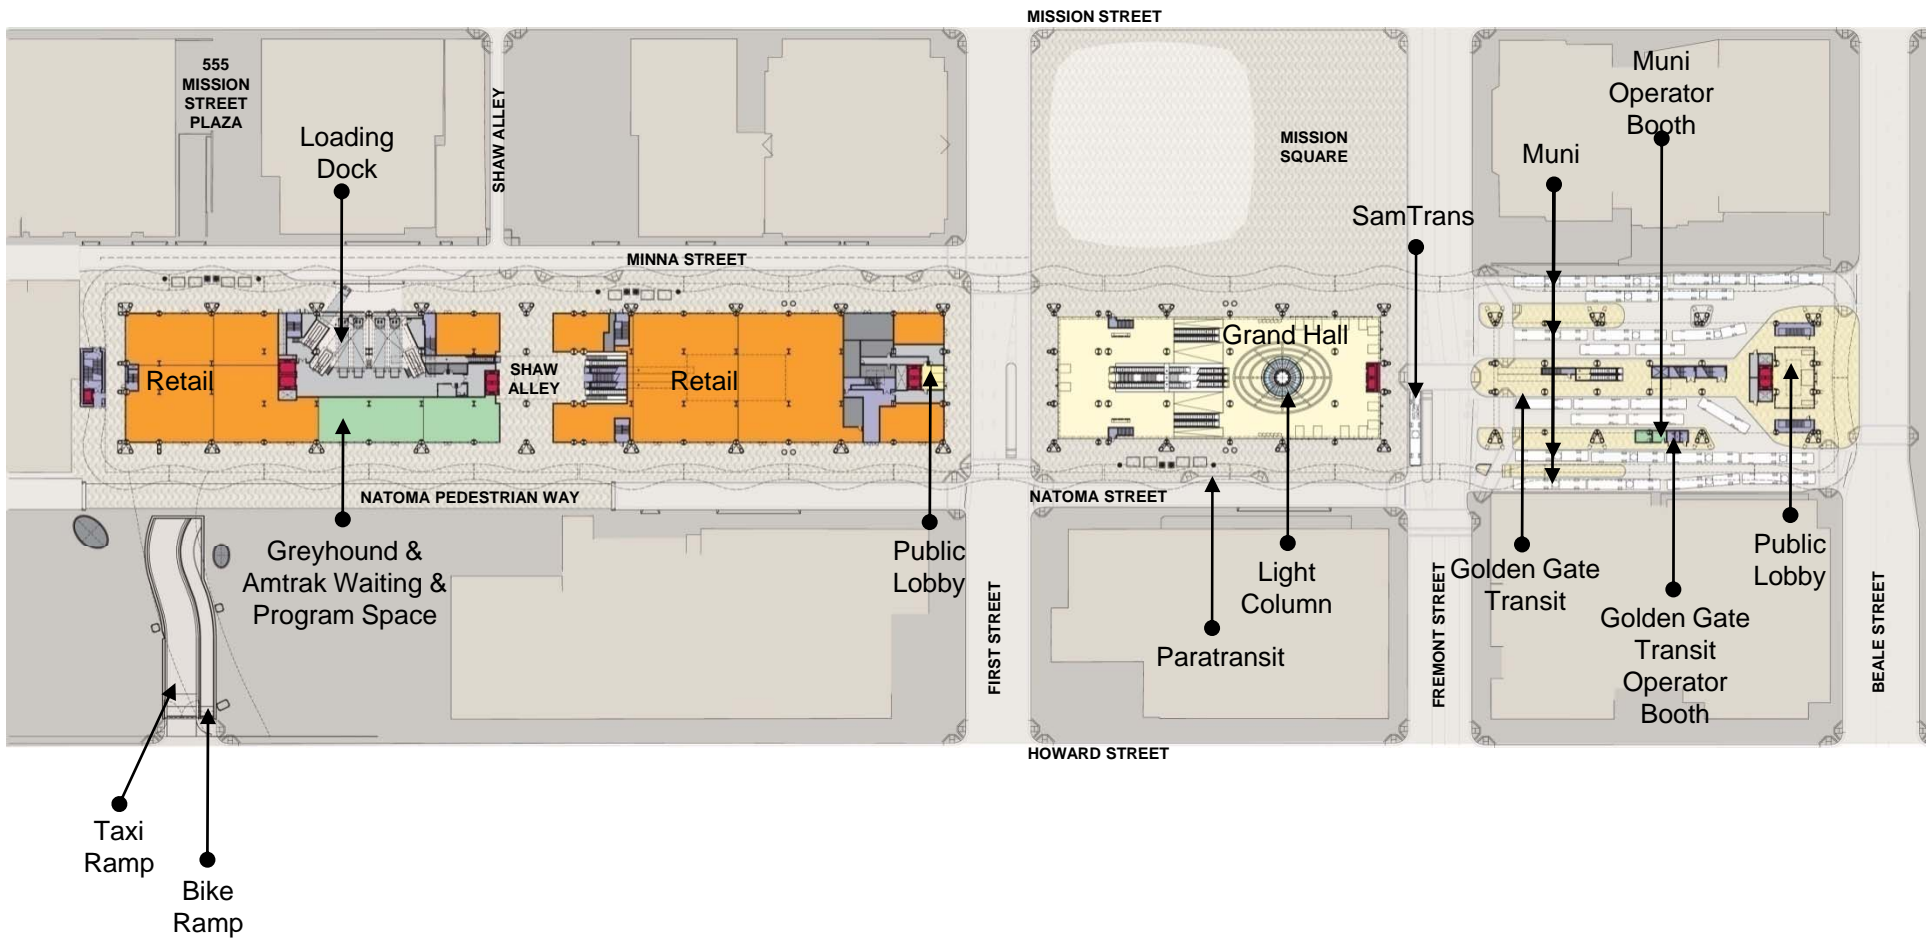 MISSION STREET
555
MISSION
STREET
PLAZA
Loading
Dock
SHAW ALLEY
MISSION
SQUARE
Muni
Operator
Booth
Muni
SamTrans
MINNA STREET
Retail
SHAW
ALLEY
Retail
Grand Hall
NATOMA PEDESTRIAN WAY
NATOMA STREET
Greyhound &
Amtrak Waiting &
Program Space
Public
Lobby
FIRST STREET
Light
Column
Paratransit
FREMONT STREET
Golden Gate
Transit
Golden Gate
Transit
Operator
Booth
Public
Lobby
BEALE STREET
HOWARD STREET
Taxi
Ramp
Bike
Ramp